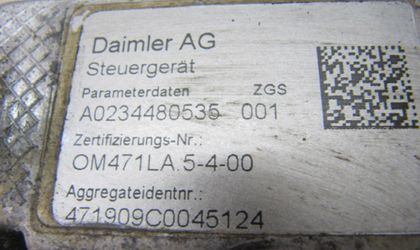 Daimler AG
Steuergerät
Parameterdaten ZGS
A0234480535 001
Zertifizierungs-Nr.:
OM471LA.5-4-00
Aggregateidentnr.:
471909C0045124